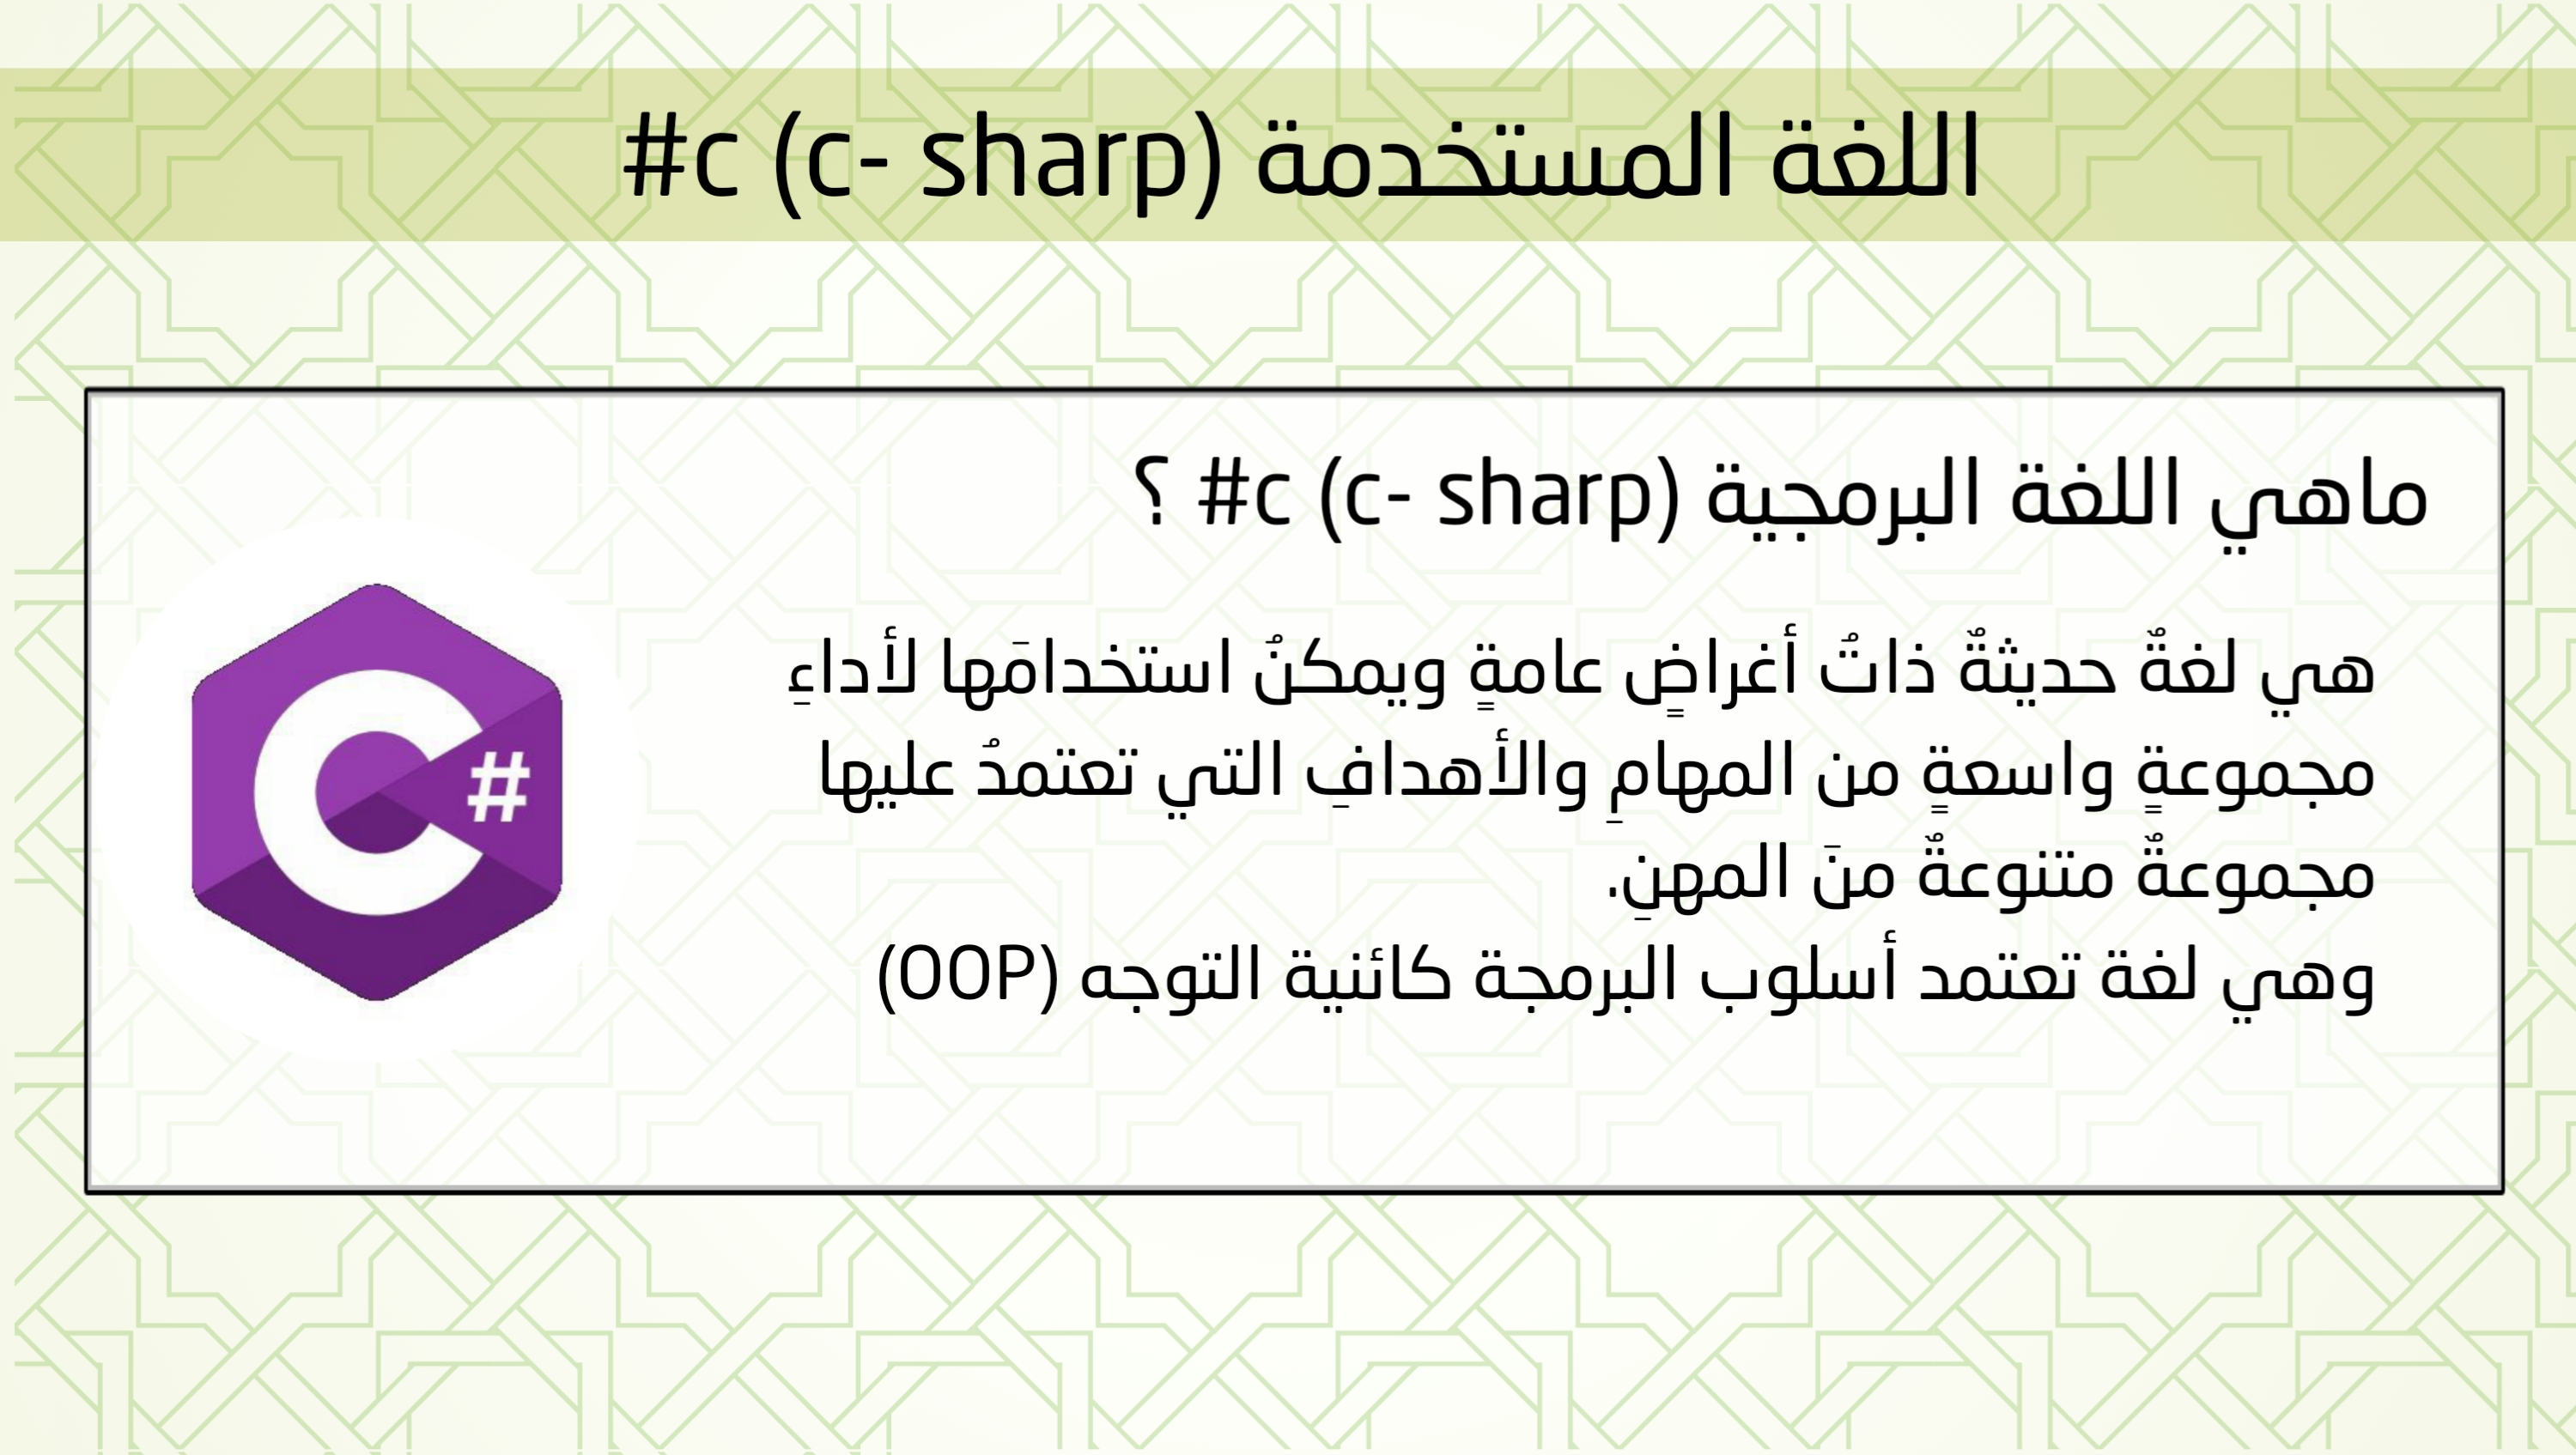 اللغة المستخدمة c (c- sharp)#
ماهي اللغة البرمجية c (c- sharp)# ؟
هي لغةٌ حديثةٌ ذاتُ أغراضٍ عامةٍ ويمكنُ استخدامَها لأداءِ
مجموعةٍ واسعةٍ من المهامِ والأهدافِ التي تعتمدُ عليها
مجموعةٌ متنوعةٌ منَ المهنِ.
وهي لغة تعتمد أسلوب البرمجة كائنية التوجه (OOP)
C#